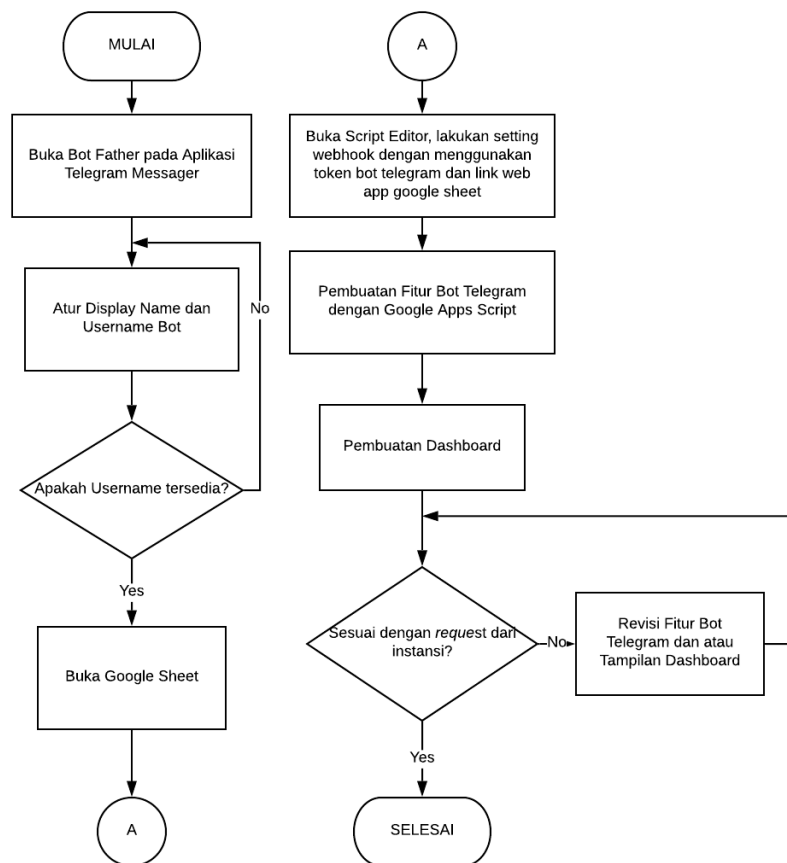 MULAI
Buka Bot Father pada Aplikasi
Telegram Messager
Atur Display Name dan
Username Bot
No
Apakah Username tersedia?
Yes
Buka Google Sheet
A
A
Buka Script Editor, lakukan setting
webhook dengan menggunakan
token bot telegram dan link web
app google sheet
Pembuatan Fitur Bot Telegram
dengan Google Apps Script
Pembuatan Dashboard
Sesuai dengan request dari
instansi?
No
Revisi Fitur Bot
Telegram dan atau
Tampilan Dashboard
Yes
SELESAI